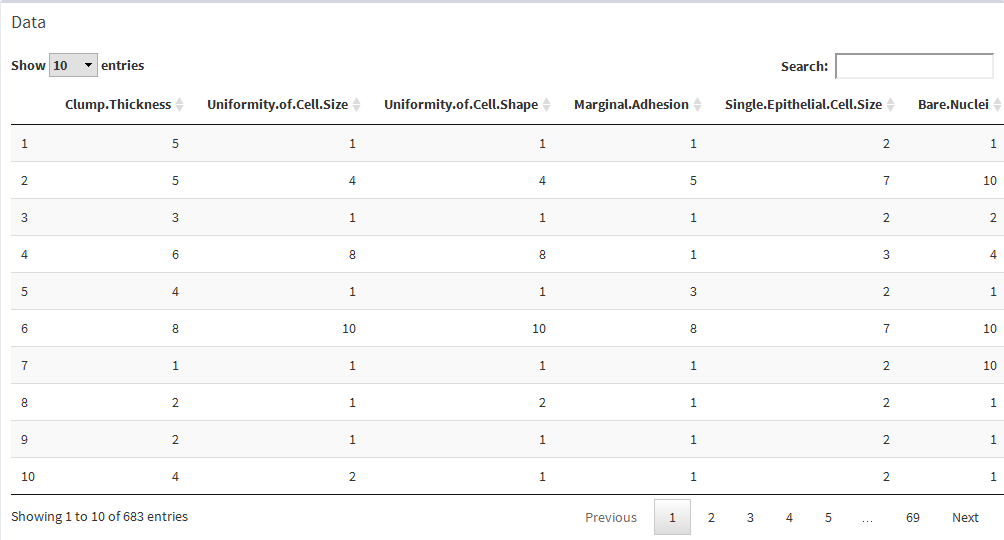 Data
Show 10 entries Search:
Clump.Thickness Uniformity.of.Cell.Size Uniformity.of.Cell.Shape Marginal.Adhesion Single.Epithelial.Cell.Size Bare.Nuclei
1 5 1 1 1 2 1
2 5 4 4 5 7 10
3 3 1 1 1 2 2
4 6 8 8 1 3 4
5 4 1 1 3 2 1
6 8 10 10 8 7 10
7 1 1 1 1 2 10
8 2 1 2 1 2 1
9 2 1 1 1 2 1
10 4 2 1 1 2 1
Showing 1 to 10 of 683 entries Previous 1 2 3 4 5 … 69 Next